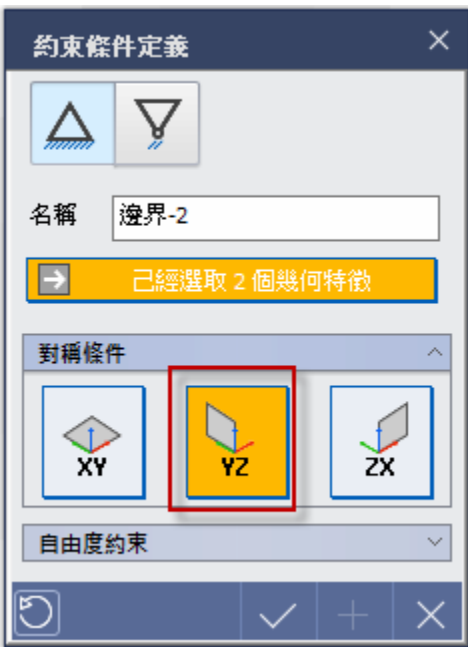 約束條件定義
名稱 邊界-2
已經選取 2 個幾何特徵
對稱條件
XY YZ ZX
自由度約束